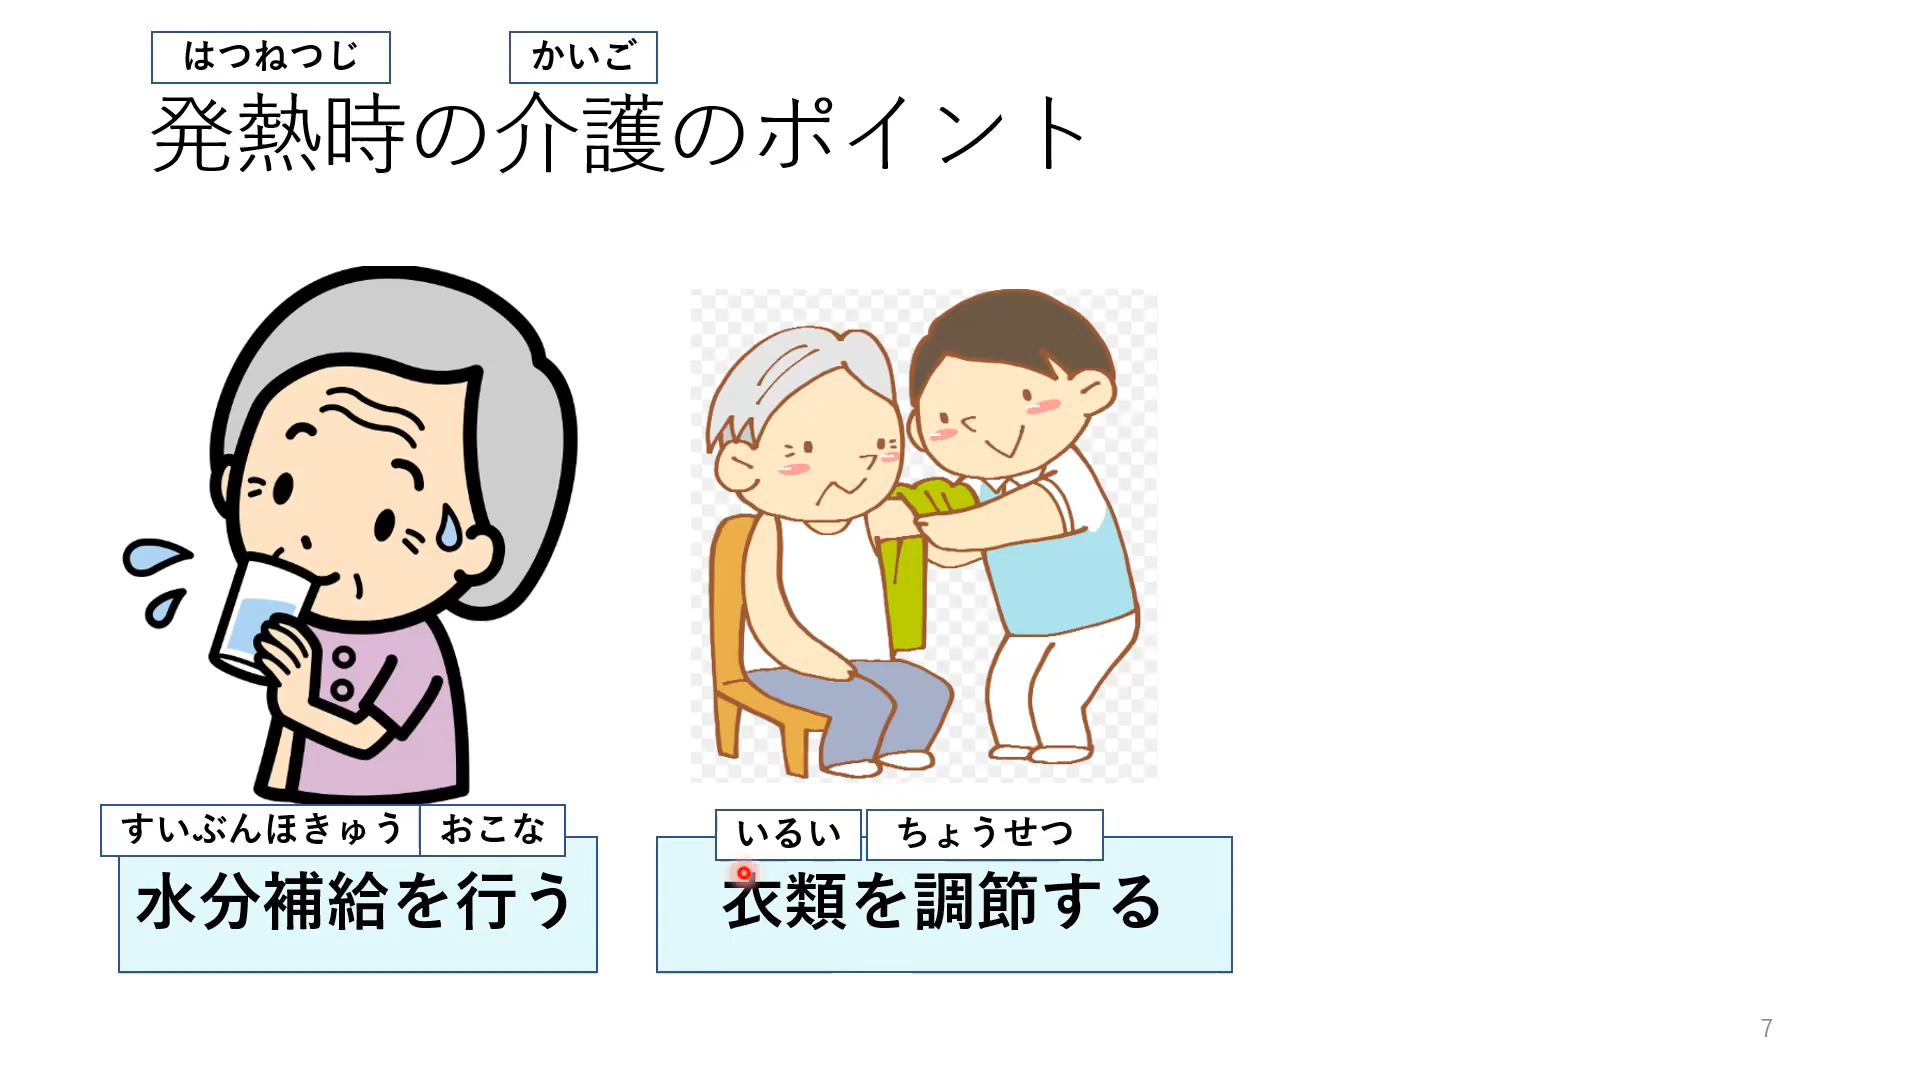 はつねつじ かいご
発熱時の介護のポイント
すいぶんほきゅう おこな
水分補給を行う
いるい ちょうせつ
衣類を調節する
7